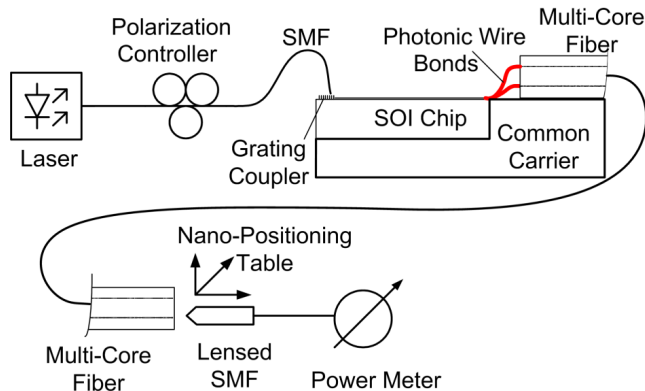 Polarization
Controller
SMF
Multi-Core
Fiber
Photonic Wire
Bonds
Laser
Grating
Coupler
SOI Chip
Common
Carrier
Nano-Positioning
Table
Multi-Core
Fiber
Lensed
SMF
Power Meter